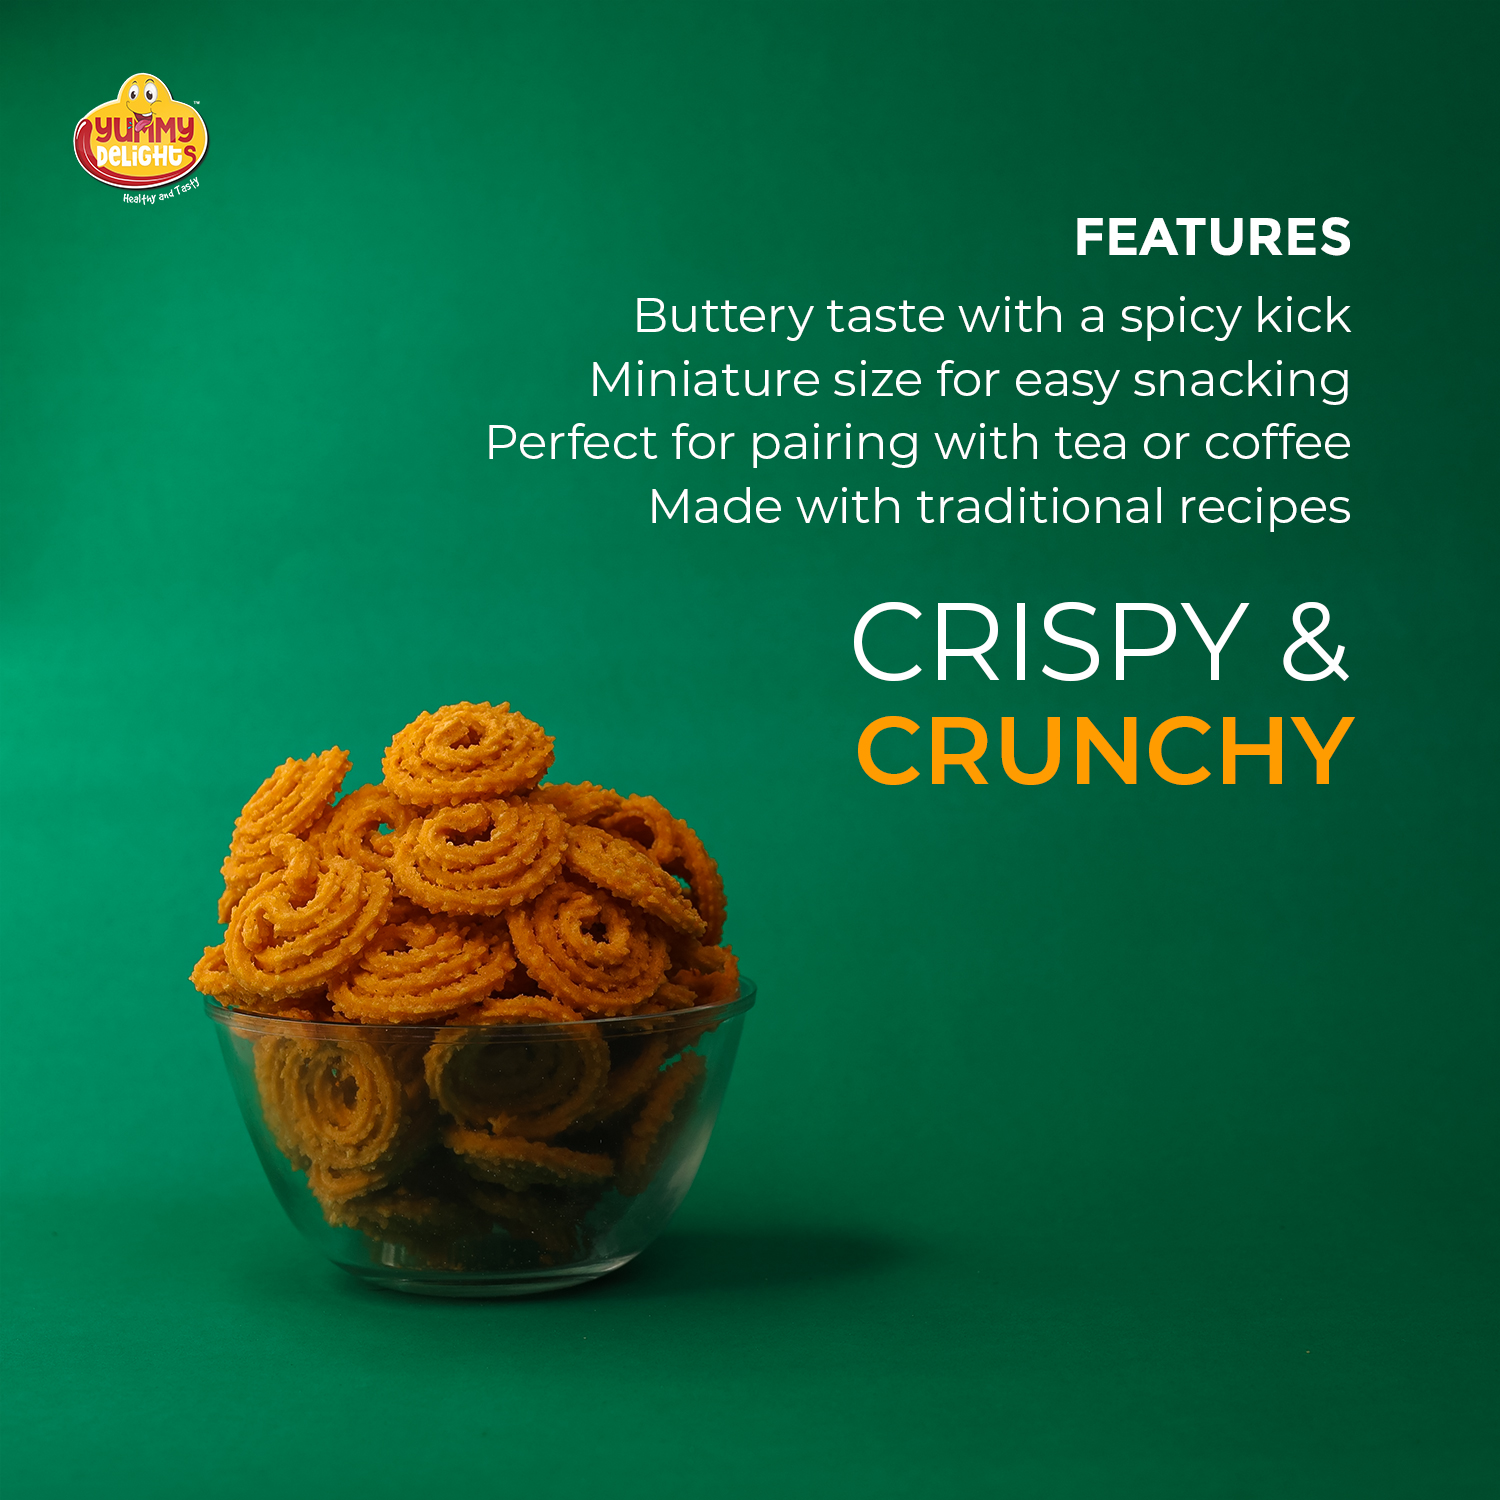 YUMMY
DELIGHTS
™
Healthy and Tasty
FEATURES
Buttery taste with a spicy kick
Miniature size for easy snacking
Perfect for pairing with tea or coffee
Made with traditional recipes
CRISPY &
CRUNCHY